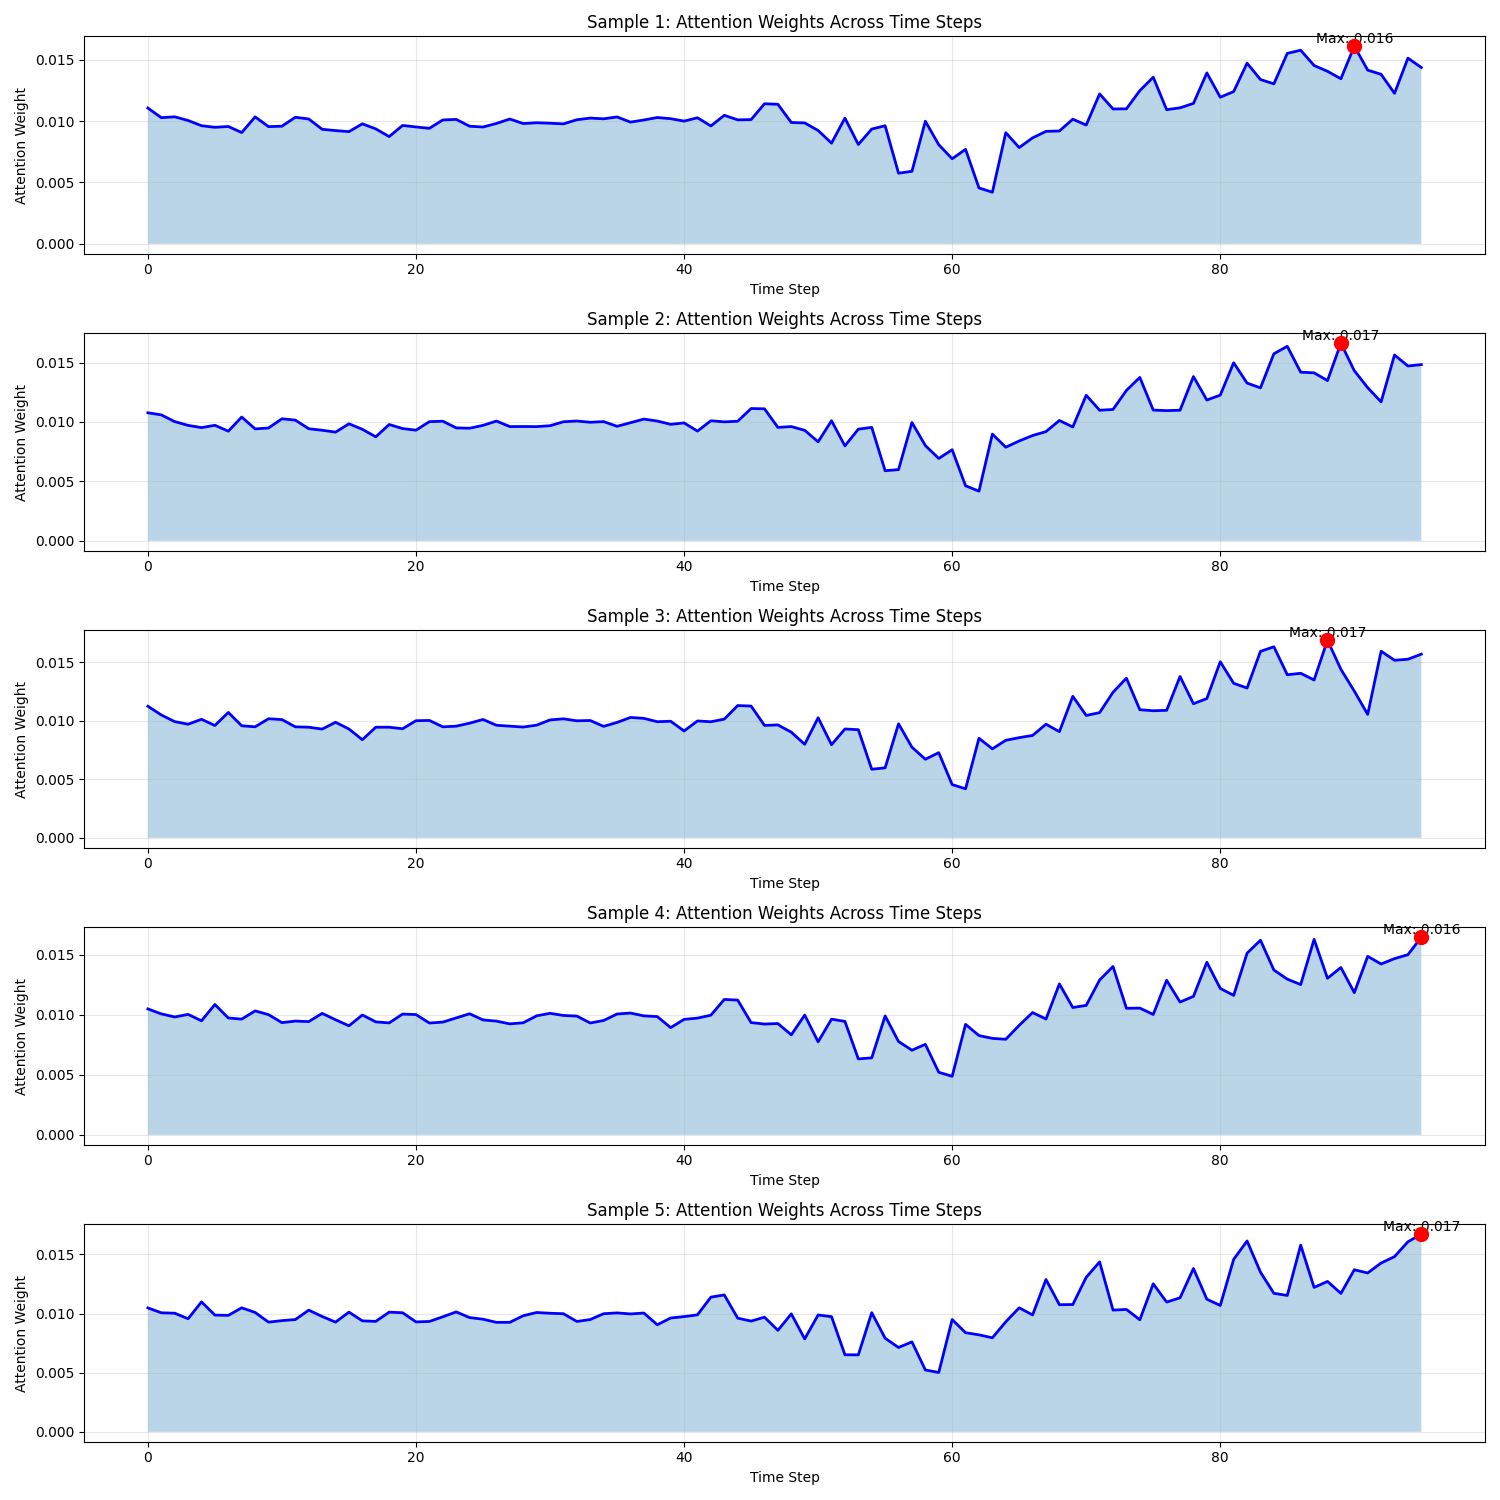 Sample 1: Attention Weights Across Time Steps
Max: 0.016
0.015
0.010
0.005
0.000
Attention Weight
0 20 40 60 80
Time Step
Sample 2: Attention Weights Across Time Steps
Max: 0.017
0.015
0.010
0.005
0.000
Attention Weight
0 20 40 60 80
Time Step
Sample 3: Attention Weights Across Time Steps
Max: 0.017
0.015
0.010
0.005
0.000
Attention Weight
0 20 40 60 80
Time Step
Sample 4: Attention Weights Across Time Steps
Max: 0.016
0.015
0.010
0.005
0.000
Attention Weight
0 20 40 60 80
Time Step
Sample 5: Attention Weights Across Time Steps
Max: 0.017
0.015
0.010
0.005
0.000
Attention Weight
0 20 40 60 80
Time Step